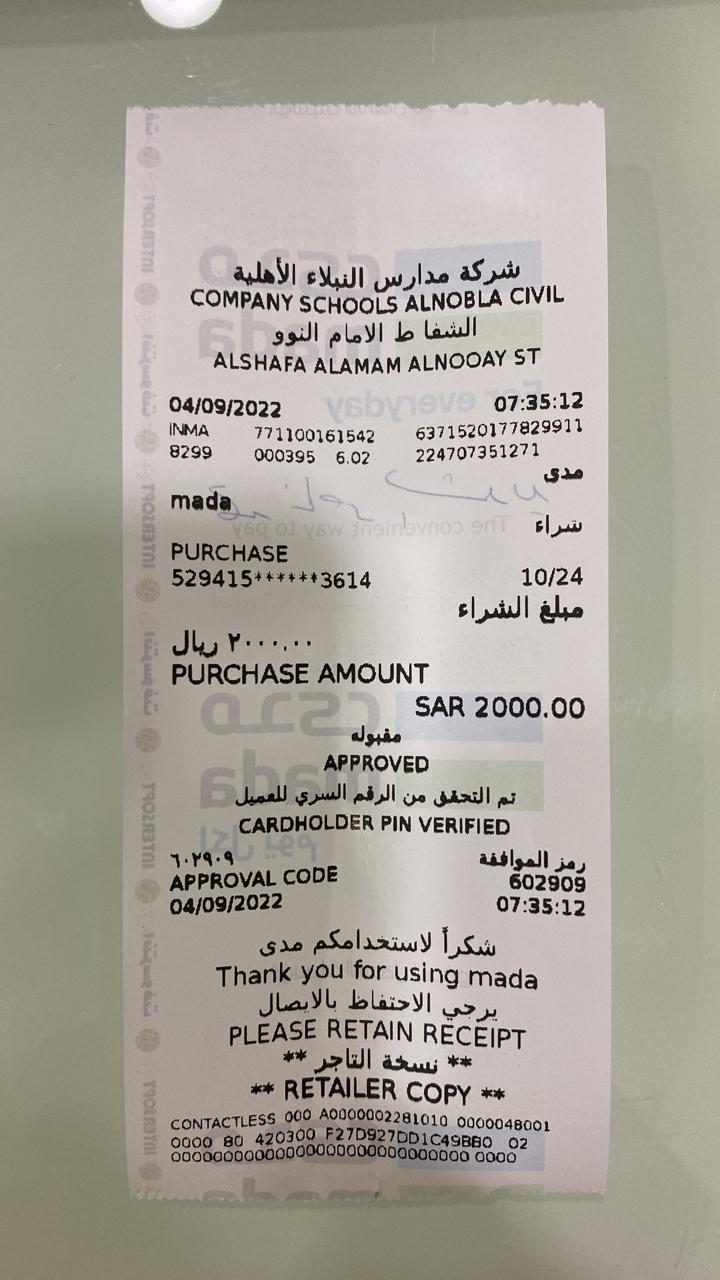 شركة مدارس النبلاء الأهلية
COMPANY SCHOOLS ALNOBLA CIVIL
الشفا ط الامام النوو
ALSHAFA ALAMAM ALNOOAY ST
04/09/2022 07:35:12
INMA 771100161542 6371520177829911
8299 000395 6.02 224707351271
مدى
mada
شراء
PURCHASE
529415******3614 10/24
مبلغ الشراء
٢٠٠٠.٠٠ ريال
PURCHASE AMOUNT
SAR 2000.00
مقبوله
APPROVED
تم التحقق من الرقم السري للعميل
CARDHOLDER PIN VERIFIED
رمز الموافقة ٦٠٢٩٠٩
APPROVAL CODE 602909
04/09/2022 07:35:12
شكراً لاستخدامكم مدى
Thank you for using mada
يرجي الاحتفاظ بالايصال
PLEASE RETAIN RECEIPT
** نسخة التاجر **
** RETAILER COPY **
CONTACTLESS 000 A0000002281010 0000048001
0000 80 420300 F27D927DD1C49BB0 02